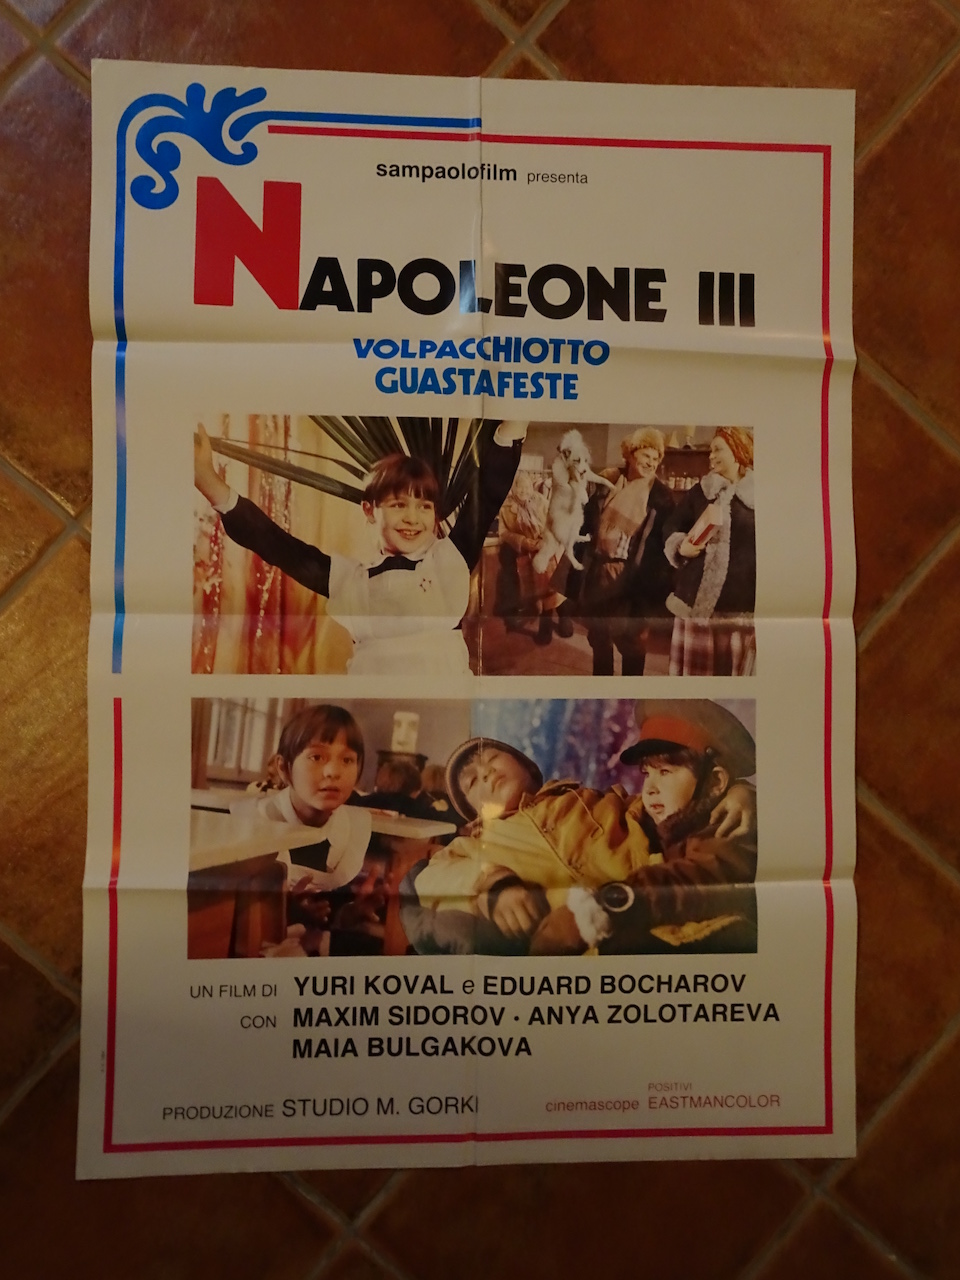 sampaolofilm presenta
NAPOLEONE III
VOLPACCHIOTTO
GUASTAFESTE
UN FILM DI YURI KOVAL e EDUARD BOCHAROV
CON MAXIM SIDOROV · ANYA ZOLOTAREVA
MAIA BULGAKOVA
POSITIVI
PRODUZIONE STUDIO M. GORKI cinemascope EASTMANCOLOR